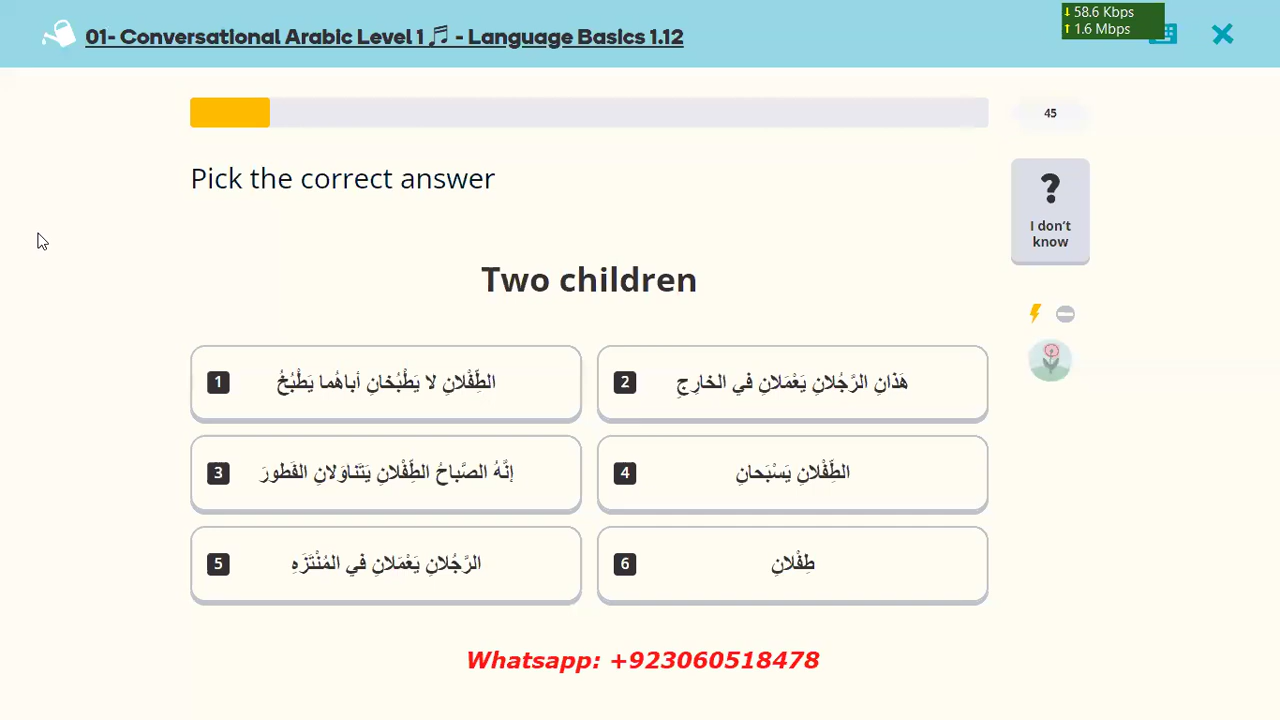 ↓ 58.6 Kbps
↑ 1.6 Mbps
01- Conversational Arabic Level 1 🎵 - Language Basics 1.12
45
Pick the correct answer
?
I don't
know
Two children
1 الطِّفْلانِ لا يَطْبُخانِ أباهُما يَطْبُخُ
2 هَذانِ الرَّجُلانِ يَعْمَلانِ في الخارِجِ
3 إنَّهُ الصَّباحُ الطِّفْلانِ يَتَناوَلانِ الفَطورَ
4 الطِّفْلانِ يَسْبَحانِ
5 الرَّجُلانِ يَعْمَلانِ في المُنْتَزَهِ
6 طِفْلانِ
Whatsapp: +923060518478